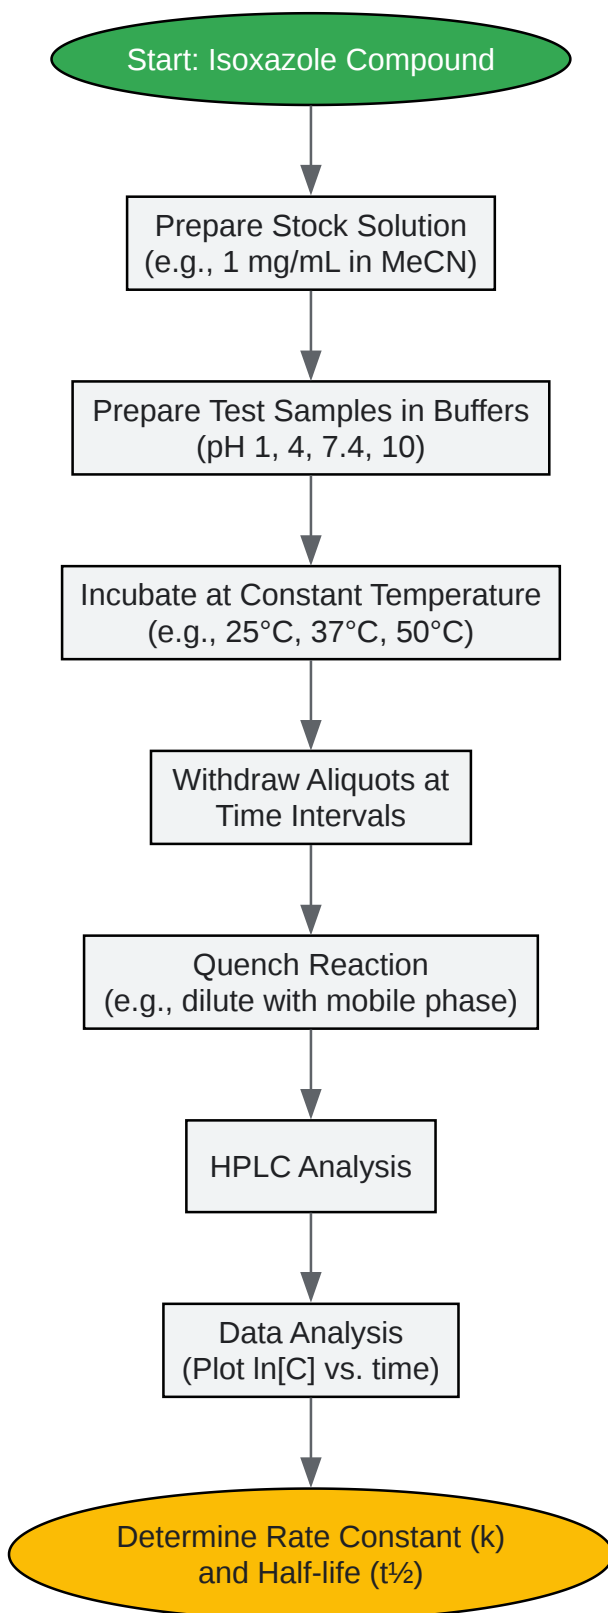 Start: Isoxazole Compound
Prepare Stock Solution
(e.g., 1 mg/mL in MeCN)
Prepare Test Samples in Buffers
(pH 1, 4, 7.4, 10)
Incubate at Constant Temperature
(e.g., 25°C, 37°C, 50°C)
Withdraw Aliquots at
Time Intervals
Quench Reaction
(e.g., dilute with mobile phase)
HPLC Analysis
Data Analysis
(Plot ln[C] vs. time)
Determine Rate Constant (k)
and Half-life (t½)